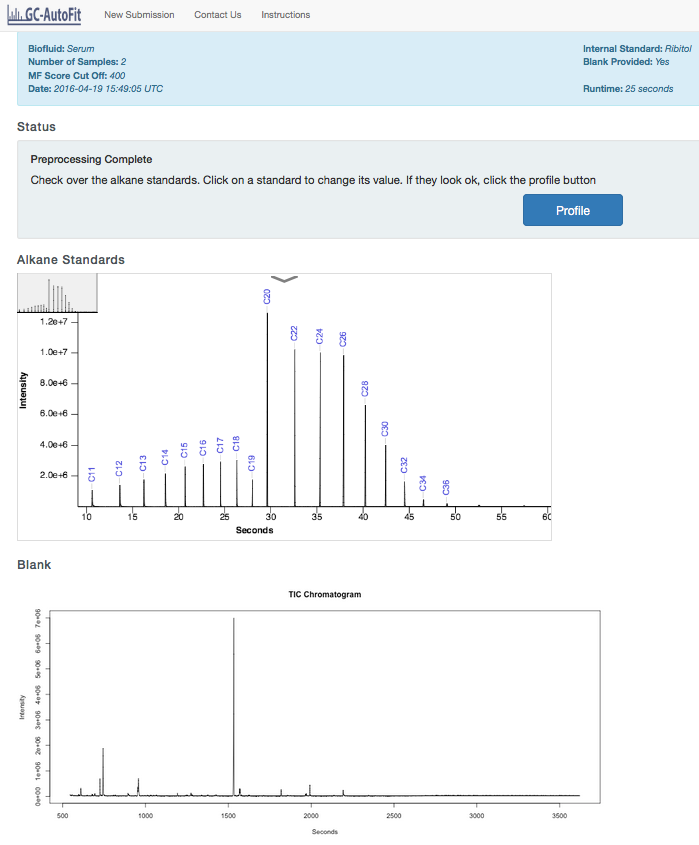 GC-AutoFit New Submission Contact Us Instructions
Biofluid: Serum Internal Standard: Ribitol
Number of Samples: 2 Blank Provided: Yes
MF Score Cut Off: 400
Date: 2016-04-19 15:49:05 UTC Runtime: 25 seconds
Status
Preprocessing Complete
Check over the alkane standards. Click on a standard to change its value. If they look ok, click the profile button
Profile
Alkane Standards
Intensity
1.2e+7
1.0e+7
8.0e+6
6.0e+6
4.0e+6
2.0e+6
C11 C12 C13 C14 C15 C16 C17 C18 C19 C20 C22 C24 C26 C28 C30 C32 C34 C36
10 15 20 25 30 35 40 45 50 55 60
Seconds
Blank
TIC Chromatogram
Intensity
7e+06
6e+06
5e+06
4e+06
3e+06
2e+06
1e+06
0e+00
500 1000 1500 2000 2500 3000 3500
Seconds